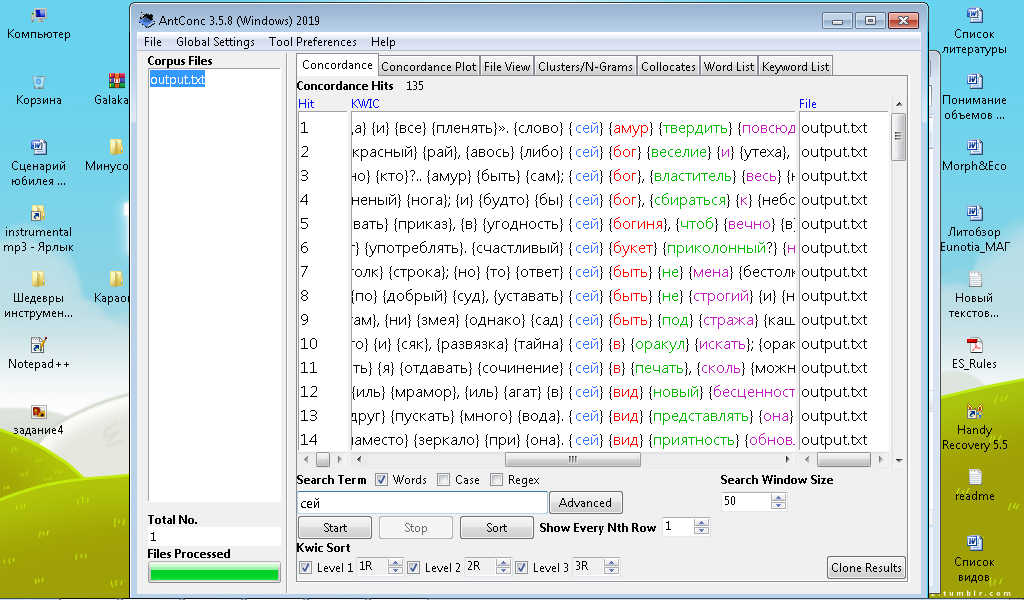 Компьютер
Корзина
Galaka
Сценарий
юбилея ...
Минусо
instrumental
mp3 - Ярлык
Шедевры
инструмен...
Караог
Notepad++
задание4
AntConc 3.5.8 (Windows) 2019
File Global Settings Tool Preferences Help
Corpus Files
output.txt
Total No.
1
Files Processed
Concordance Concordance Plot File View Clusters/N-Grams Collocates Word List Keyword List
Concordance Hits 135
Hit KWIC File
1 ,а} {и} {все} {пленять}». {слово} {сей} {амур} {твердить} {повсюд output.txt
2 красный} {рай}, {авось} {либо} {сей} {бог} {веселие} {и} {утеха}, output.txt
3 но} {кто}?.. {амур} {быть} {сам}; {сей} {бог}, {властитель} {весь} {н output.txt
4 неный} {нога}; {и} {будто} {бы} {сей} {бог}, {сбираться} {к} {небо output.txt
5 вать} {приказ}, {в} {угодность} {сей} {богиня}, {чтоб} {вечно} {в} output.txt
6 т} {употреблять}. {счастливый} {сей} {букет} {приколонный?} {н output.txt
7 толк} {строка}; {но} {то} {ответ} {сей} {быть} {не} {мена} {бестолк output.txt
8 {по} {добрый} {суд}, {уставать} {сей} {быть} {не} {строгий} {и} {н output.txt
9 там}, {ни} {змея} {однако} {сад} {сей} {быть} {под} {стража} {каш output.txt
10 го} {и} {сяк}, {развязка} {тайна} {сей} {в} {оракул} {искать}; {орак output.txt
11 ть} {я} {отдавать} {сочинение} {сей} {в} {печать}, {сколь} {можн output.txt
12 {иль} {мрамор}, {иль} {агат} {в} {сей} {вид} {новый} {бесценност output.txt
13 друг} {пускать} {много} {вода}. {сей} {вид} {представлять} {она} output.txt
14 аместо} {зеркало} {при} {она}. {сей} {вид} {приятность} {обнов. output.txt
Search Term Words Case Regex Search Window Size
сей Advanced 50
Start Stop Sort Show Every Nth Row 1
Kwic Sort
Level 1 1R Level 2 2R Level 3 3R Clone Results
Список
литературы
Понимание
объемов ...
Morph&Eco
Литобзор
Eunotia_МАГ
Новый
текстов...
ES_Rules
Handy
Recovery 5.5
readme
Список
видов
tumblr.com